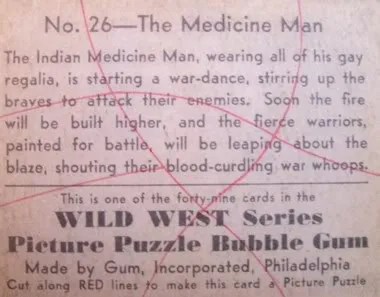 No. 26—The Medicine Man
The Indian Medicine Man, wearing all of his gay
regalia, is starting a war-dance, stirring up the
braves to attack their enemies. Soon the fire
will be built higher, and the fierce warriors,
painted for battle, will be leaping about the
blaze, shouting their blood-curdling war whoops.
This is one of the forty-nine cards in the
WILD WEST Series
Picture Puzzle Bubble Gum
Made by Gum, Incorporated, Philadelphia
Cut along RED lines to make this card a Picture Puzzle